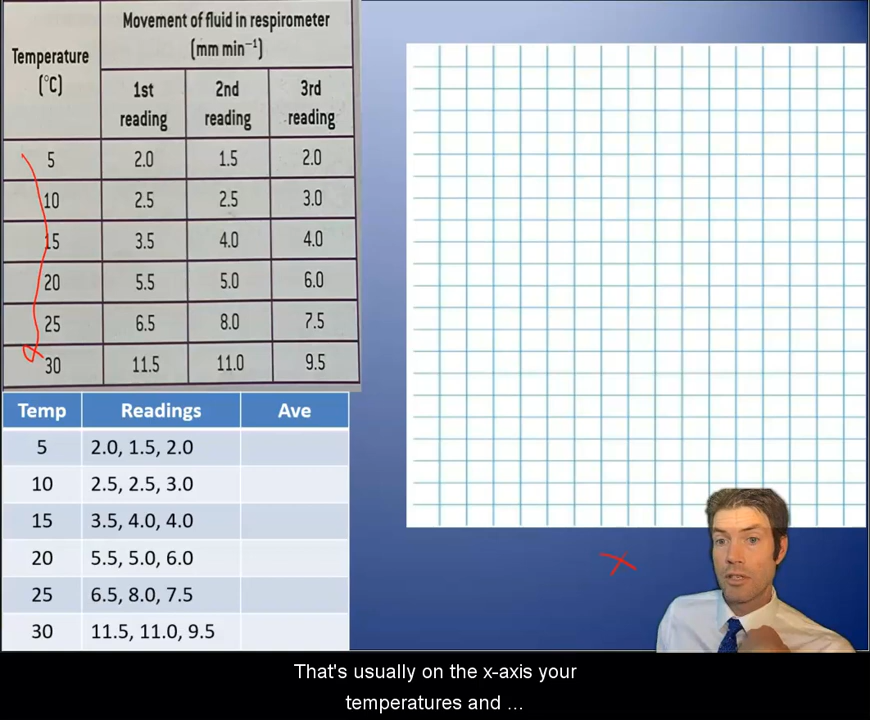 Movement of fluid in respirometer
(mm min⁻¹)
Temperature
(°C)
1st
reading
2nd
reading
3rd
reading
5 2.0 1.5 2.0
10 2.5 2.5 3.0
15 3.5 4.0 4.0
20 5.5 5.0 6.0
25 6.5 8.0 7.5
30 11.5 11.0 9.5
Temp Readings Ave
5 2.0, 1.5, 2.0
10 2.5, 2.5, 3.0
15 3.5, 4.0, 4.0
20 5.5, 5.0, 6.0
25 6.5, 8.0, 7.5
30 11.5, 11.0, 9.5
x
That's usually on the x-axis your
temperatures and ...